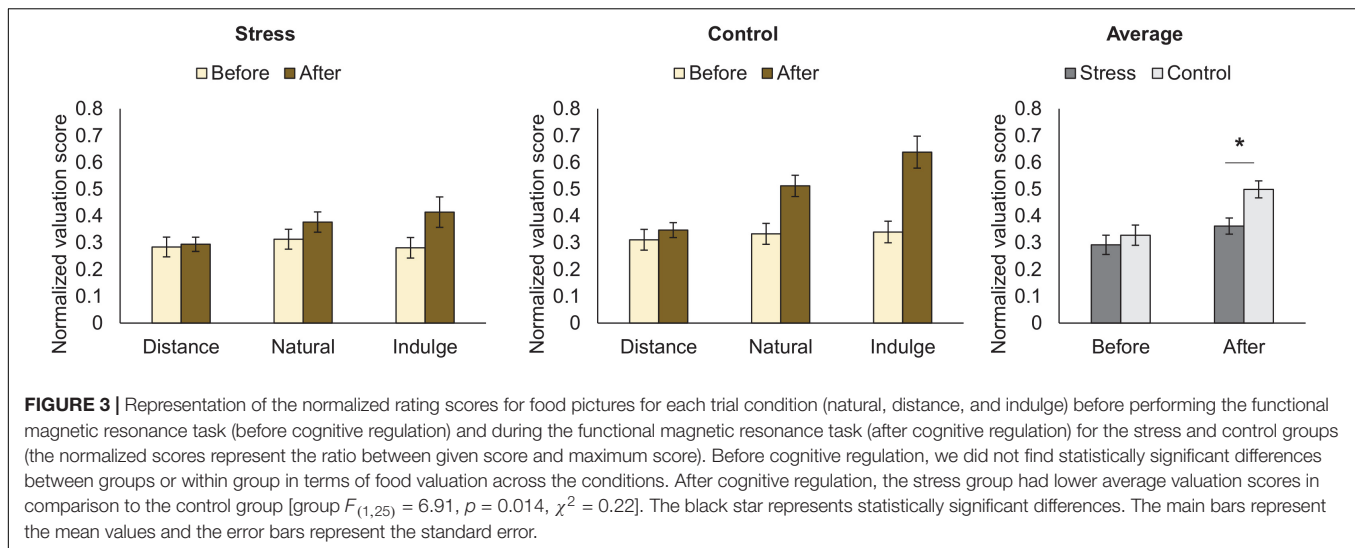 Stress
Before After
Normalized valuation score
0.8
0.7
0.6
0.5
0.4
0.3
0.2
0.1
0
Distance Natural Indulge
Control
Before After
Normalized valuation score
0.8
0.7
0.6
0.5
0.4
0.3
0.2
0.1
0
Distance Natural Indulge
Average
Stress Control
Normalized valuation score
0.8
0.7
0.6
0.5
0.4
0.3
0.2
0.1
0
*
Before After
FIGURE 3 | Representation of the normalized rating scores for food pictures for each trial condition (natural, distance, and indulge) before performing the functional
magnetic resonance task (before cognitive regulation) and during the functional magnetic resonance task (after cognitive regulation) for the stress and control groups
(the normalized scores represent the ratio between given score and maximum score). Before cognitive regulation, we did not find statistically significant differences
between groups or within group in terms of food valuation across the conditions. After cognitive regulation, the stress group had lower average valuation scores in
comparison to the control group [group F(1,25) = 6.91, p = 0.014, χ² = 0.22]. The black star represents statistically significant differences. The main bars represent
the mean values and the error bars represent the standard error.